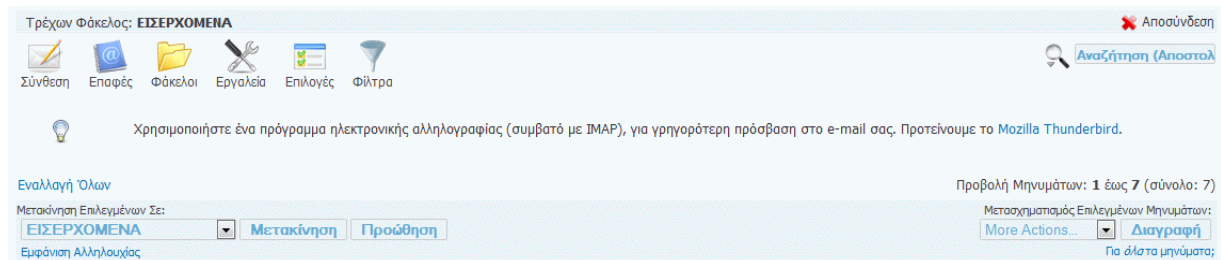 Τρέχων Φάκελος: ΕΙΣΕΡΧΟΜΕΝΑ Αποσύνδεση
Σύνθεση Επαφές Φάκελοι Εργαλεία Επιλογές Φίλτρα Αναζήτηση (Αποστολ
Χρησιμοποιήστε ένα πρόγραμμα ηλεκτρονικής αλληλογραφίας (συμβατό με IMAP), για γρηγορότερη πρόσβαση στο e-mail σας. Προτείνουμε το Mozilla Thunderbird.
Εναλλαγή Όλων Προβολή Μηνυμάτων: 1 έως 7 (σύνολο: 7)
Μετακίνηση Επιλεγμένων Σε: Μετασχηματισμός Επιλεγμένων Μηνυμάτων:
ΕΙΣΕΡΧΟΜΕΝΑ Μετακίνηση Προώθηση More Actions... Διαγραφή
Εμφάνιση Αλληλουχίας Για όλα τα μηνύματα;